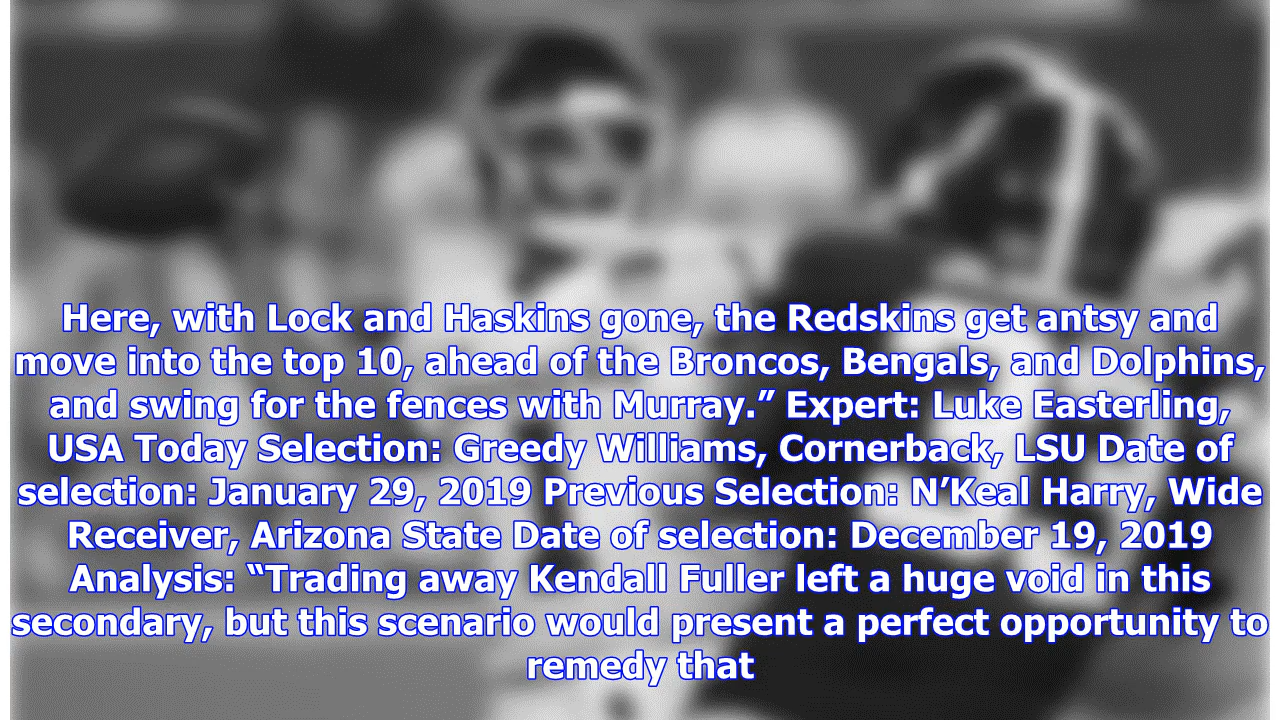 Here, with Lock and Haskins gone, the Redskins get antsy and
move into the top 10, ahead of the Broncos, Bengals, and Dolphins,
and swing for the fences with Murray.” Expert: Luke Easterling,
USA Today Selection: Greedy Williams, Cornerback, LSU Date of
selection: January 29, 2019 Previous Selection: N’Keal Harry, Wide
Receiver, Arizona State Date of selection: December 19, 2019
Analysis: “Trading away Kendall Fuller left a huge void in this
secondary, but this scenario would present a perfect opportunity to
remedy that